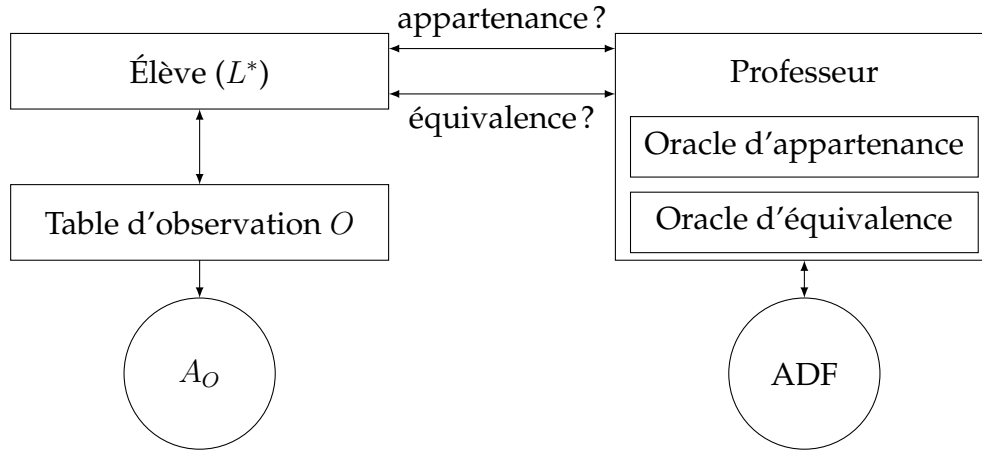 appartenance ?
Élève (L*)
Professeur
équivalence ?
Oracle d'appartenance
Table d'observation O
Oracle d'équivalence
A_O
ADF